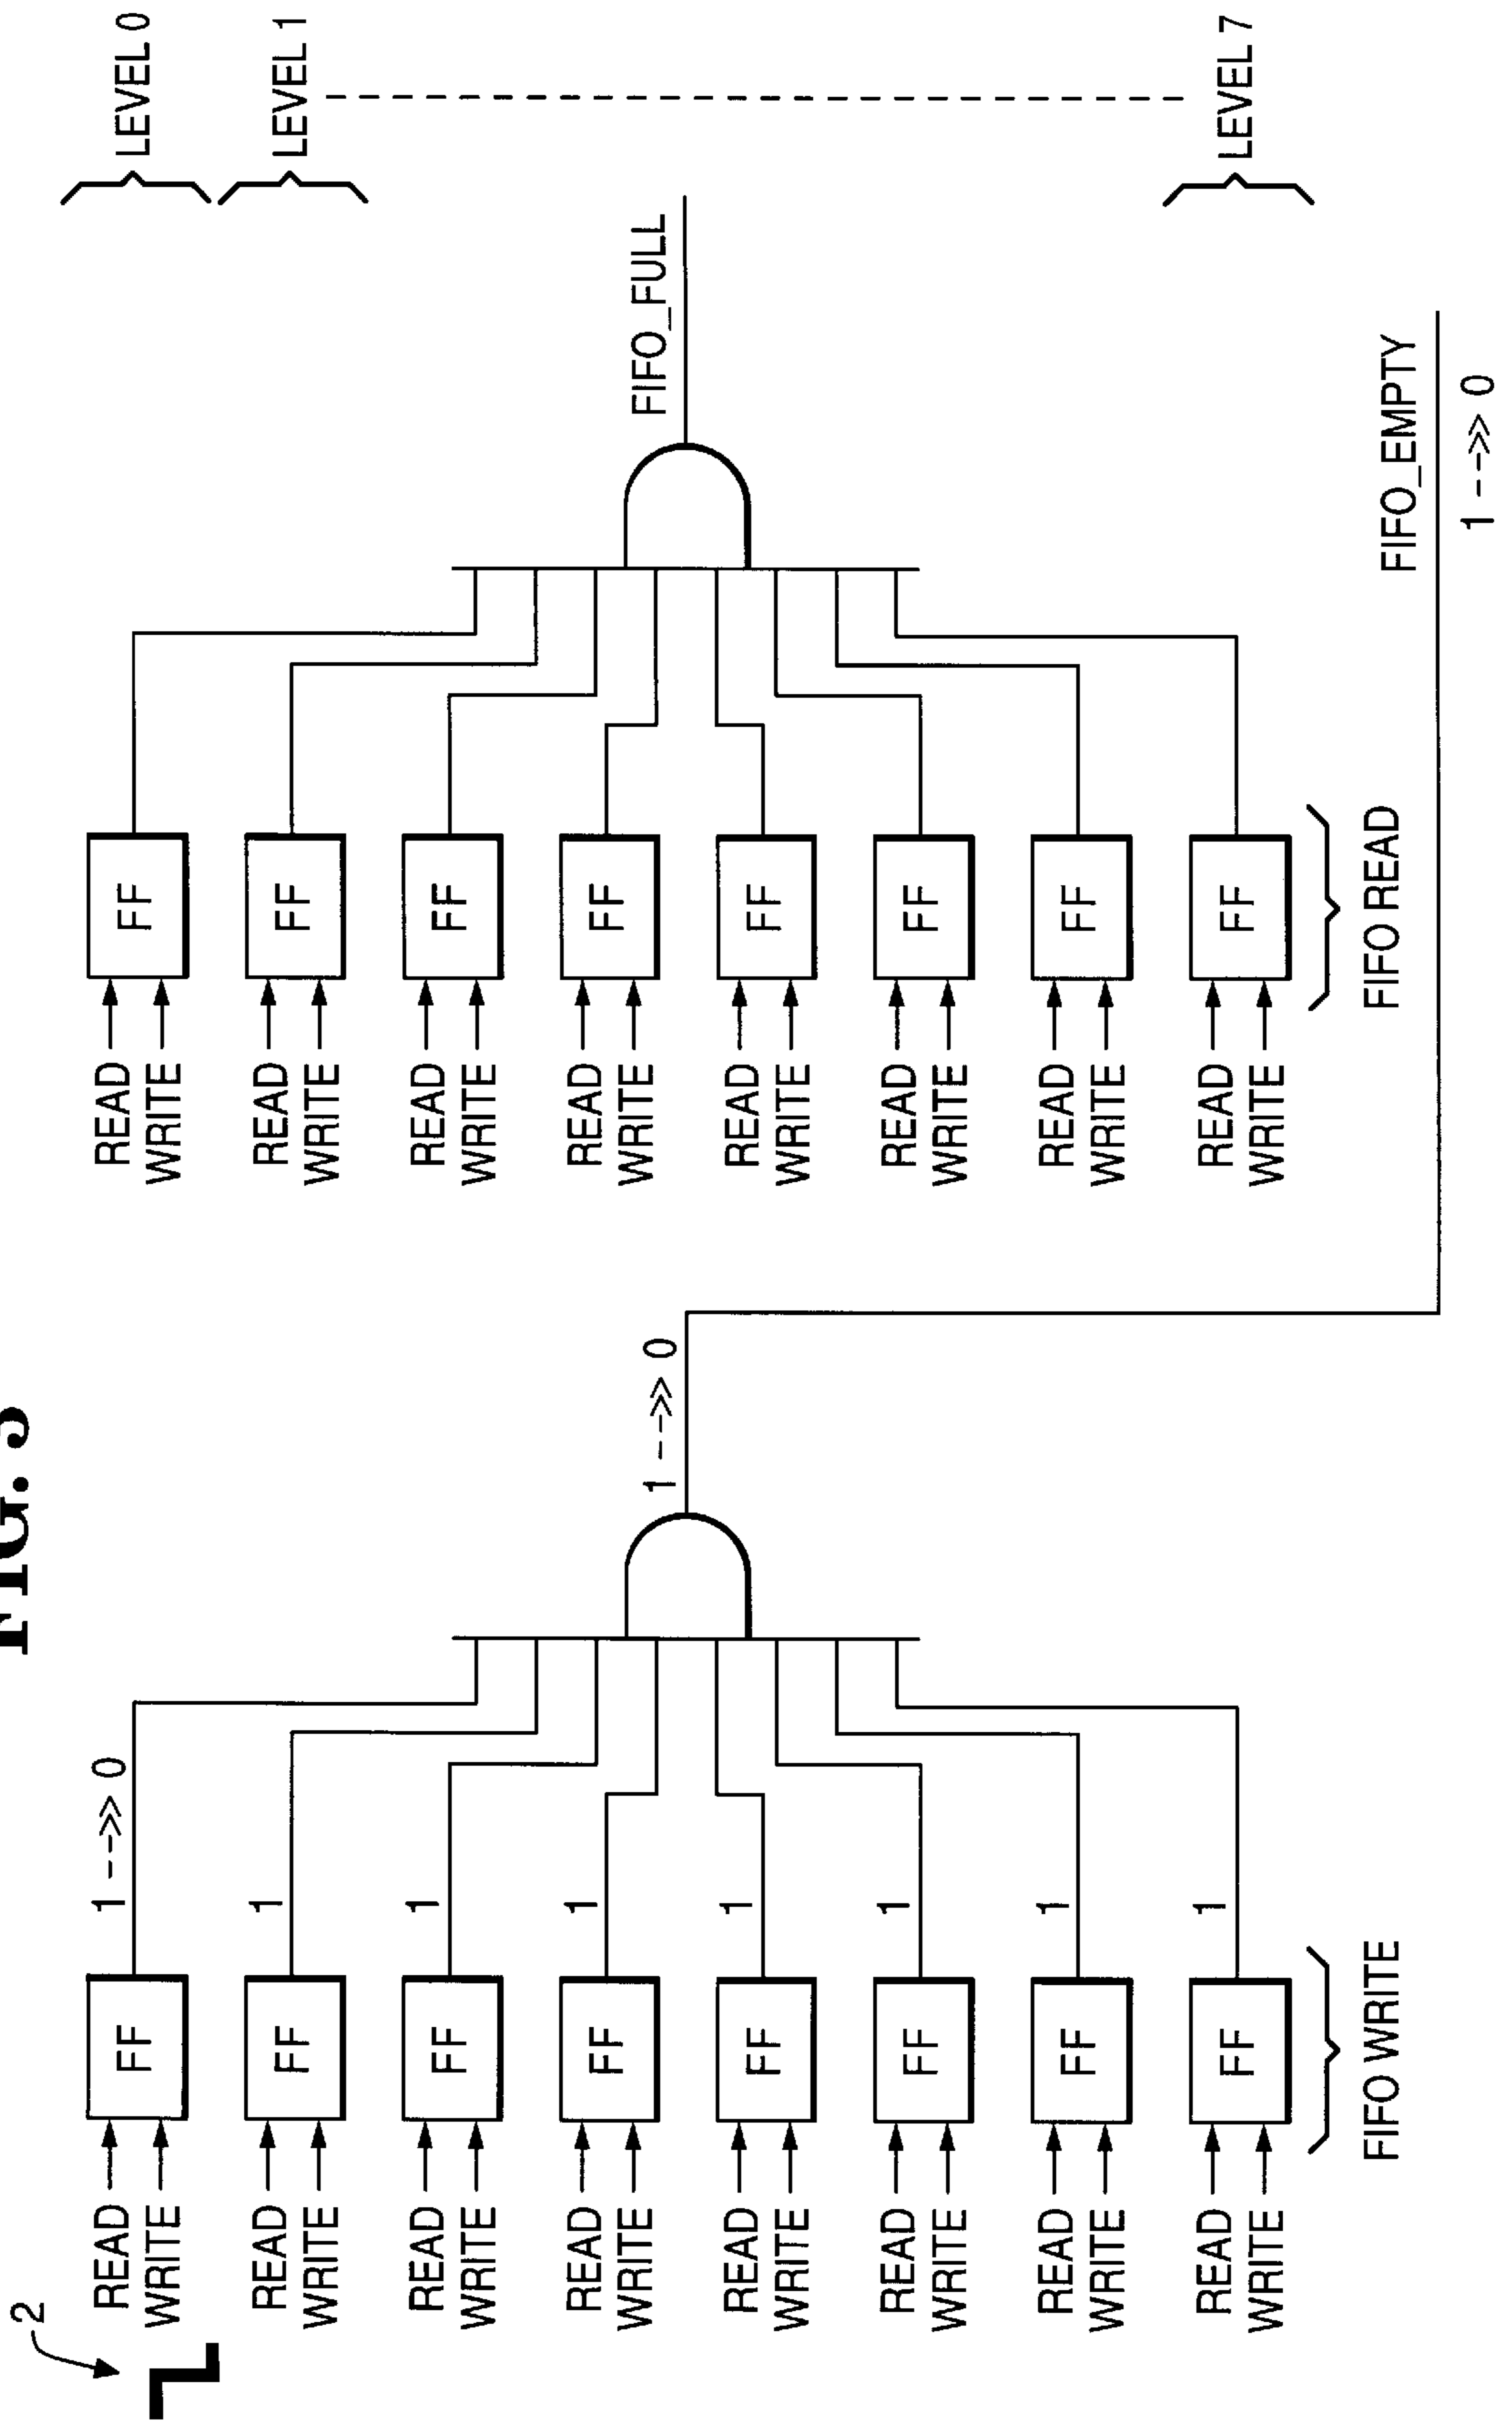 FIG.
2
READ 1 -->> 0 READ
FF FF LEVEL 0
WRITE WRITE
READ 1 READ
FF FF LEVEL 1
WRITE WRITE
READ 1 READ
FF FF
WRITE WRITE
READ 1 READ
FF FF
WRITE WRITE
1 -->> 0 FIFO_FULL
READ 1 READ
FF FF
WRITE WRITE
READ 1 READ
FF FF
WRITE WRITE
READ 1 READ
FF FF
WRITE WRITE
READ 1 READ
FF FF LEVEL 7
WRITE WRITE
FIFO WRITE FIFO READ FIFO_EMPTY
1 -->> 0